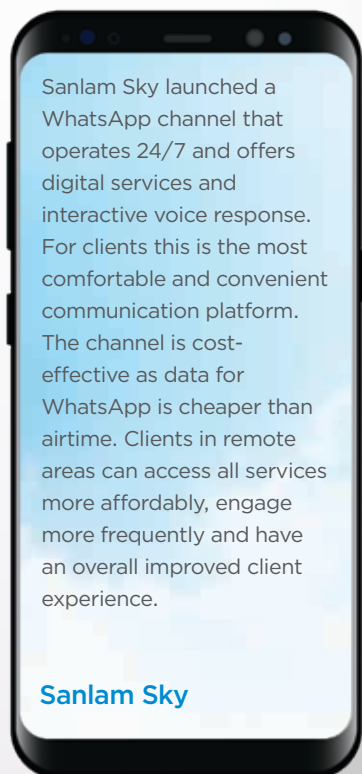 Sanlam Sky launched a
WhatsApp channel that
operates 24/7 and offers
digital services and
interactive voice response.
For clients this is the most
comfortable and convenient
communication platform.
The channel is cost-
effective as data for
WhatsApp is cheaper than
airtime. Clients in remote
areas can access all services
more affordably, engage
more frequently and have
an overall improved client
experience.
Sanlam Sky